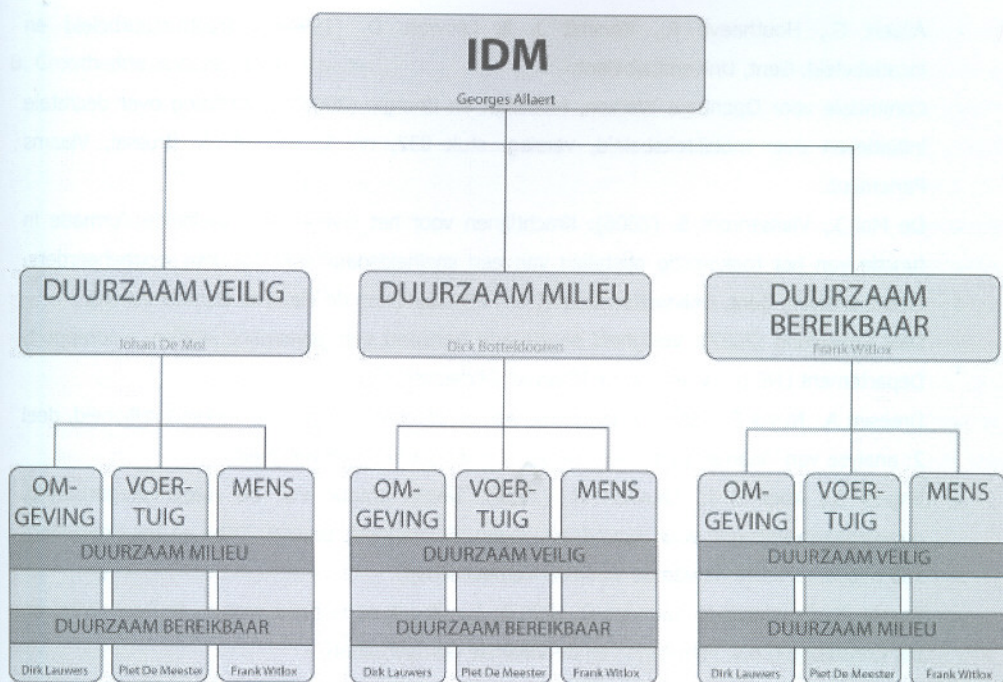 IDM
Georges Allaert
DUURZAAM VEILIG
Johan De Mol
DUURZAAM MILIEU
Dick Botteldooren
DUURZAAM
BEREIKBAAR
Frank Witlox
OM-
GEVING
VOER-
TUIG
MENS
DUURZAAM MILIEU
DUURZAAM BEREIKBAAR
Dirk Lauwers
Piet De Meester
Frank Witlox
OM-
GEVING
VOER-
TUIG
MENS
DUURZAAM VEILIG
DUURZAAM BEREIKBAAR
Dirk Lauwers
Piet De Meester
Frank Witlox
OM-
GEVING
VOER-
TUIG
MENS
DUURZAAM VEILIG
DUURZAAM MILIEU
Dirk Lauwers
Piet De Meester
Frank Witlox